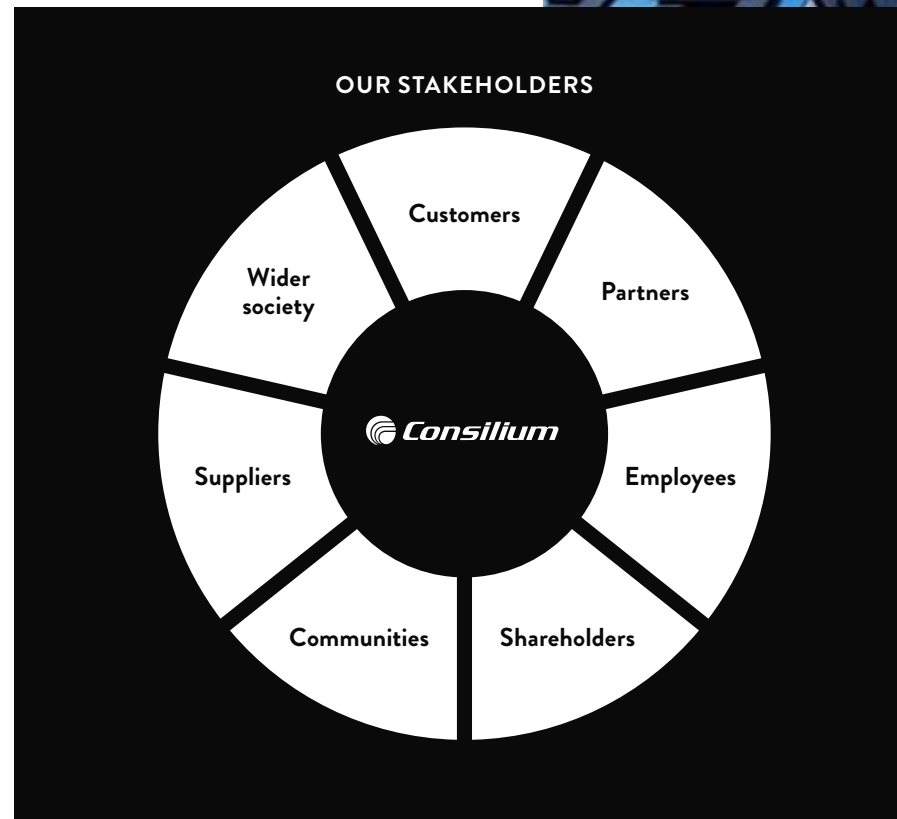 OUR STAKEHOLDERS
Customers
Partners
Employees
Shareholders
Communities
Suppliers
Wider
society
Consilium